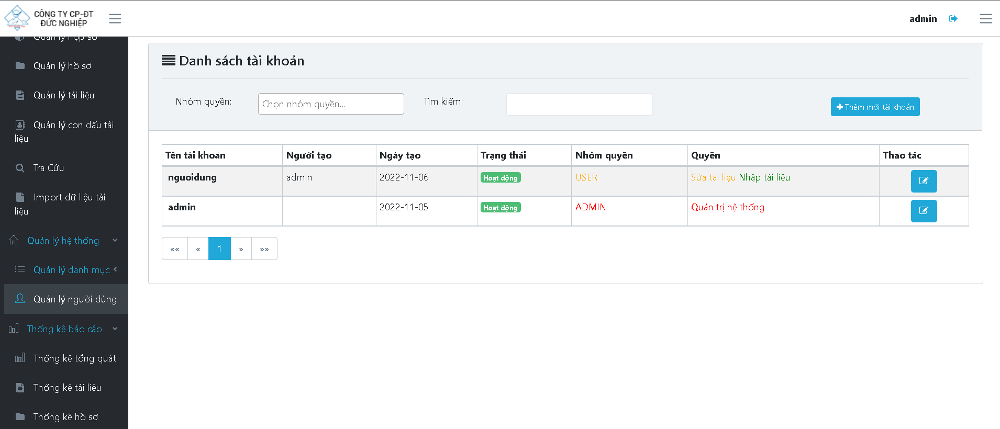 CÔNG TY CP-ĐT
ĐỨC NGHIỆP
admin
Quản lý hộp số
Quản lý hồ sơ
Quản lý tài liệu
Quản lý con dấu tài
liệu
Tra Cứu
Import dữ liệu tài
liệu
Quản lý hệ thống
Quản lý danh mục
Quản lý người dùng
Thống kê báo cáo
Thống kê tổng quát
Thống kê tài liệu
Thống kê hồ sơ
Danh sách tài khoản
Nhóm quyền: Chọn nhóm quyền... Tìm kiếm: Thêm mới tài khoản
Tên tài khoản Người tạo Ngày tạo Trạng thái Nhóm quyền Quyền Thao tác
nguoidung admin 2022-11-06 Hoạt động USER Sửa tài liệu Nhập tài liệu
admin 2022-11-05 Hoạt động ADMIN Quản trị hệ thống
«« « 1 » »»